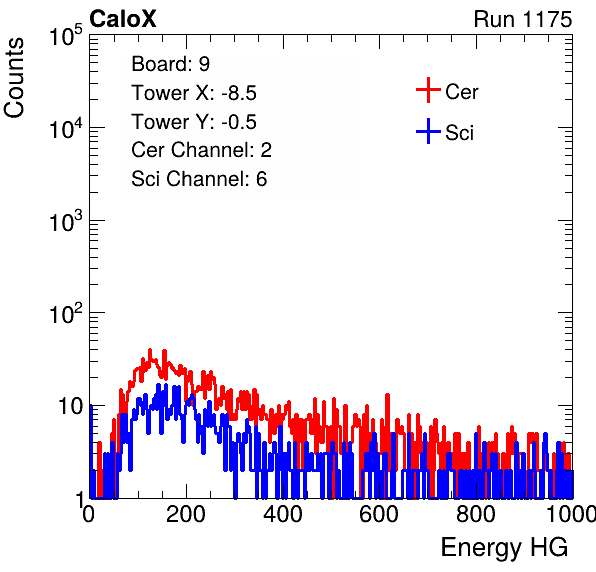 CaloX Run 1175
Counts
10^5
10^4
10^3
10^2
10
1
Board: 9
Tower X: -8.5
Tower Y: -0.5
Cer Channel: 2
Sci Channel: 6
Cer
Sci
0 200 400 600 800 1000
Energy HG